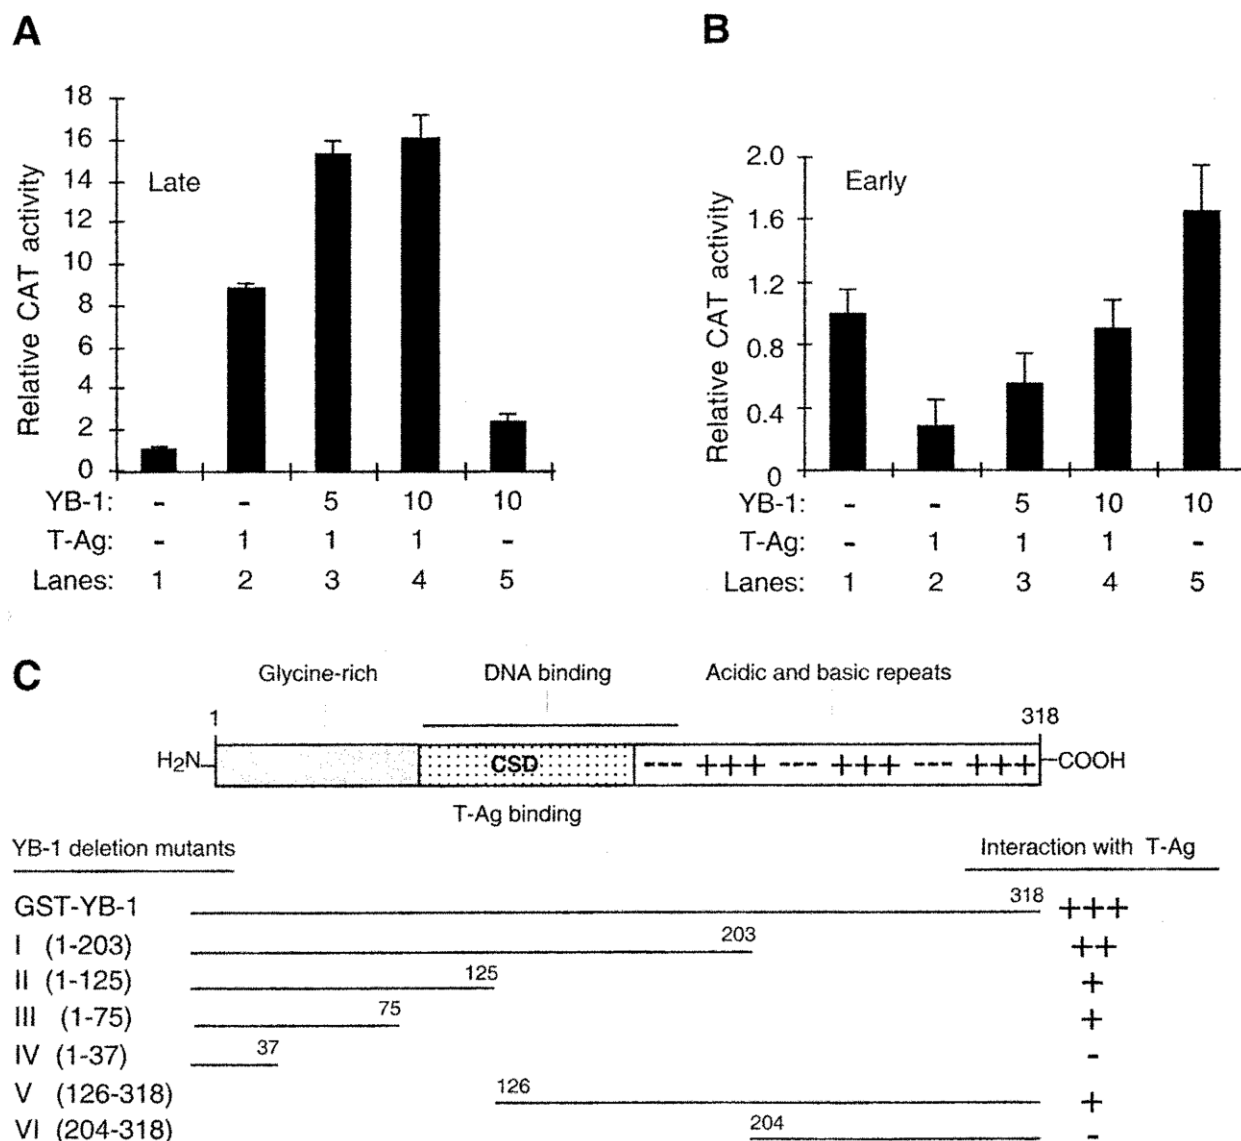 A
Relative CAT activity
18
16
14
12
10
8
6
4
2
0
Late
YB-1: - - 5 10 10
T-Ag: - 1 1 1 -
Lanes: 1 2 3 4 5
B
Relative CAT activity
2.0
1.6
1.2
0.8
0.4
0
Early
YB-1: - - 5 10 10
T-Ag: - 1 1 1 -
Lanes: 1 2 3 4 5
C
Glycine-rich DNA binding Acidic and basic repeats
1 318
H2N CSD --- +++ --- +++ --- +++ COOH
T-Ag binding
YB-1 deletion mutants Interaction with T-Ag
GST-YB-1 318 +++
I (1-203) 203 ++
II (1-125) 125 +
III (1-75) 75 +
IV (1-37) 37 -
V (126-318) 126 +
VI (204-318) 204 -